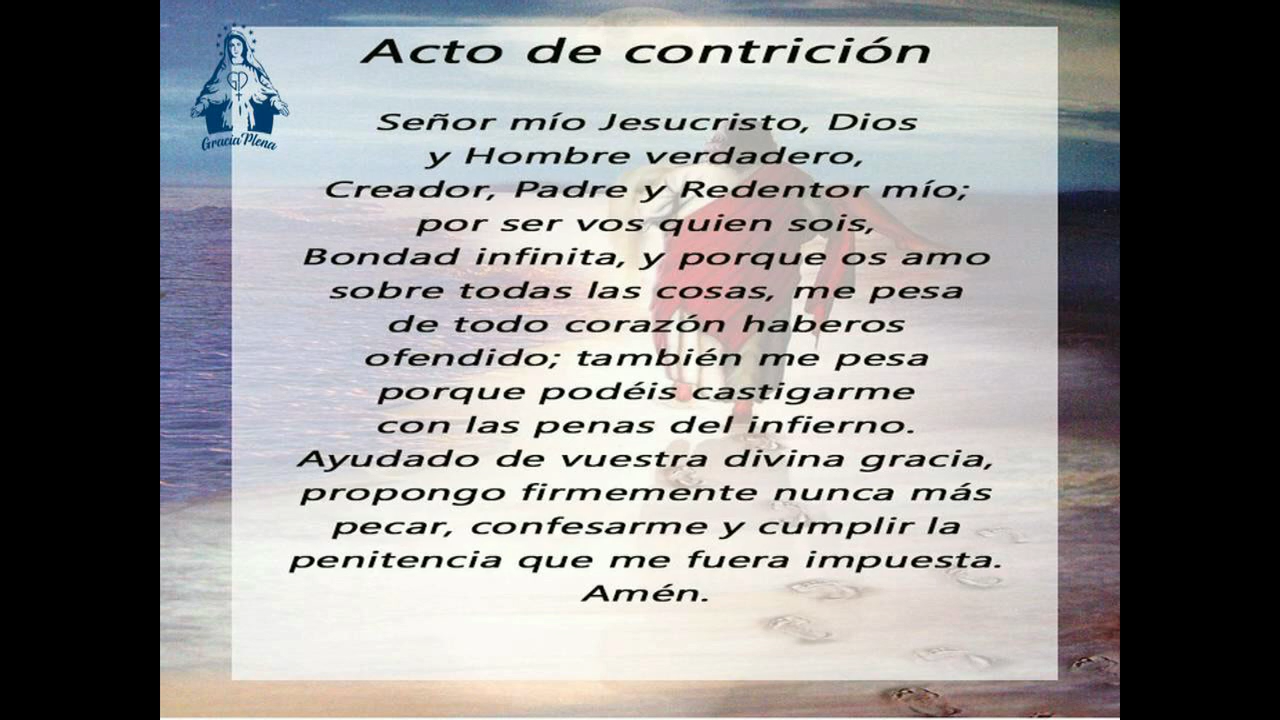 Acto de contrición
Señor mío Jesucristo, Dios
y Hombre verdadero,
Creador, Padre y Redentor mío;
por ser vos quien sois,
Bondad infinita, y porque os amo
sobre todas las cosas, me pesa
de todo corazón haberos
ofendido; también me pesa
porque podéis castigarme
con las penas del infierno.
Ayudado de vuestra divina gracia,
propongo firmemente nunca más
pecar, confesarme y cumplir la
penitencia que me fuera impuesta.
Amén.
GP
Gracia Plena